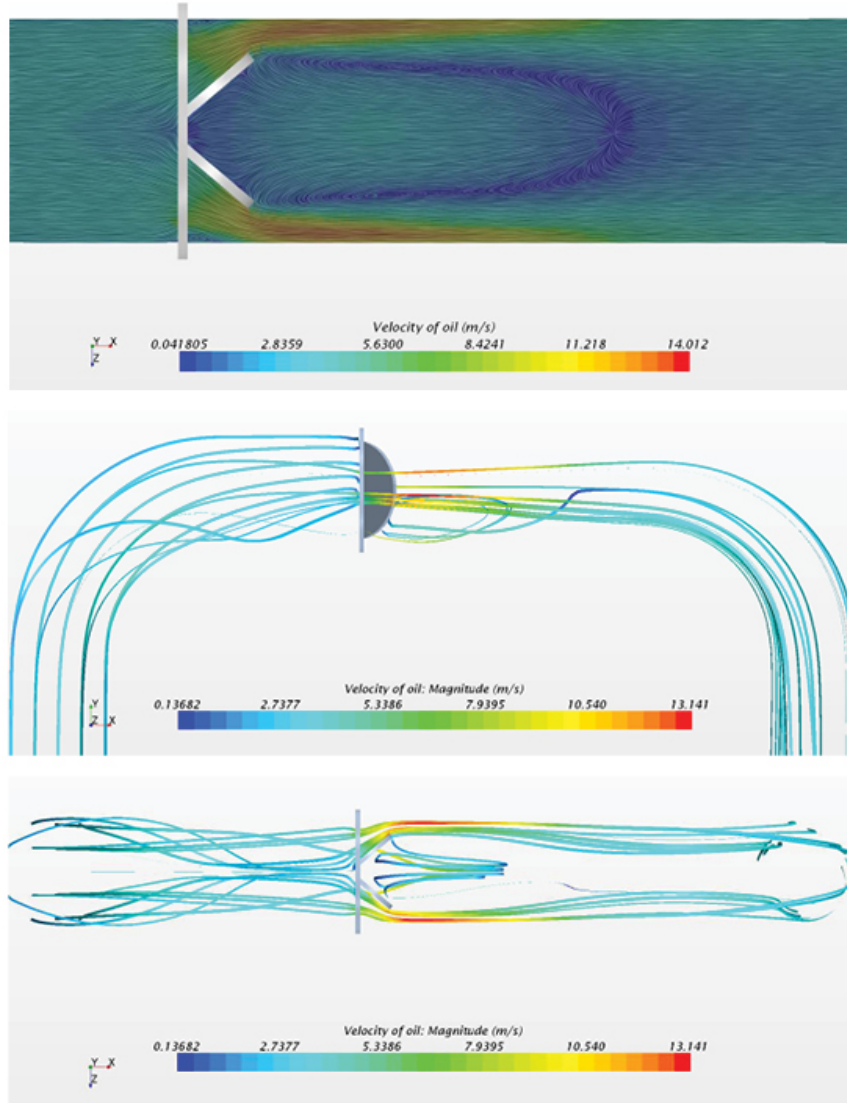 Velocity of oil (m/s)
0.041805 2.8359 5.6300 8.4241 11.218 14.012
Y X
Z
Velocity of oil: Magnitude (m/s)
0.13682 2.7377 5.3386 7.9395 10.540 13.141
Y
Z X
Velocity of oil: Magnitude (m/s)
0.13682 2.7377 5.3386 7.9395 10.540 13.141
Y X
Z